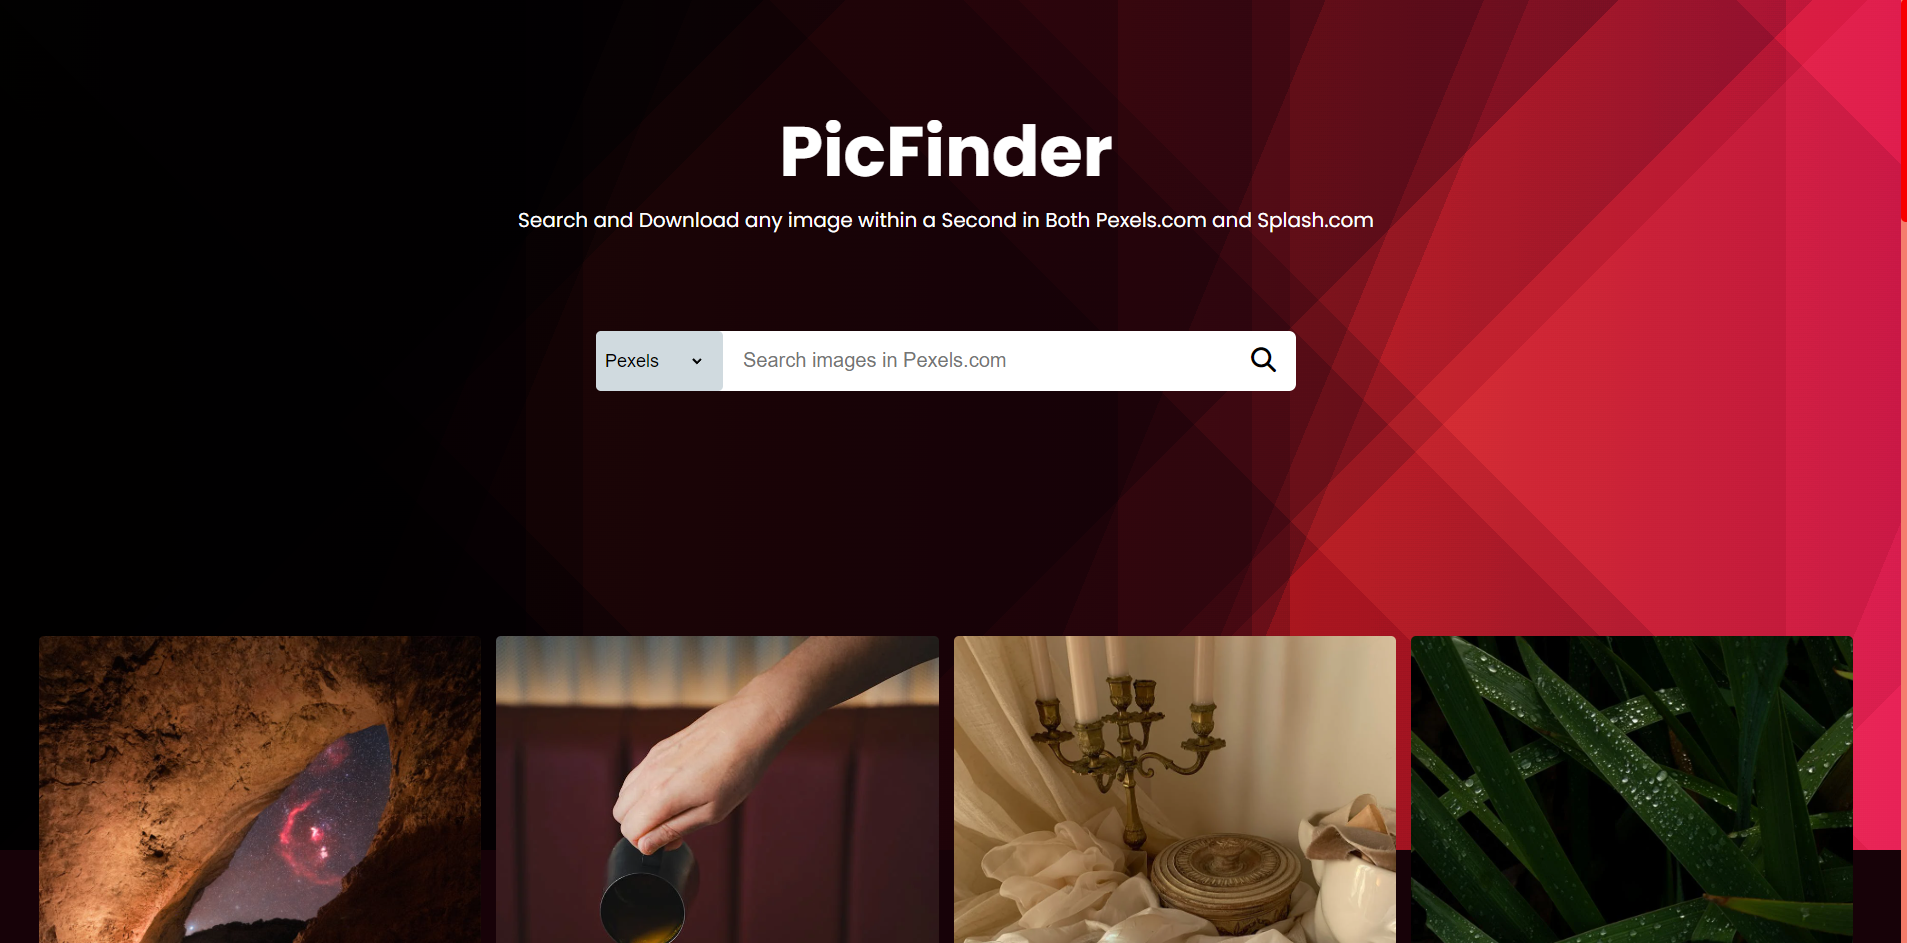 PicFinder
Search and Download any image within a Second in Both Pexels.com and Splash.com
Pexels
Search images in Pexels.com